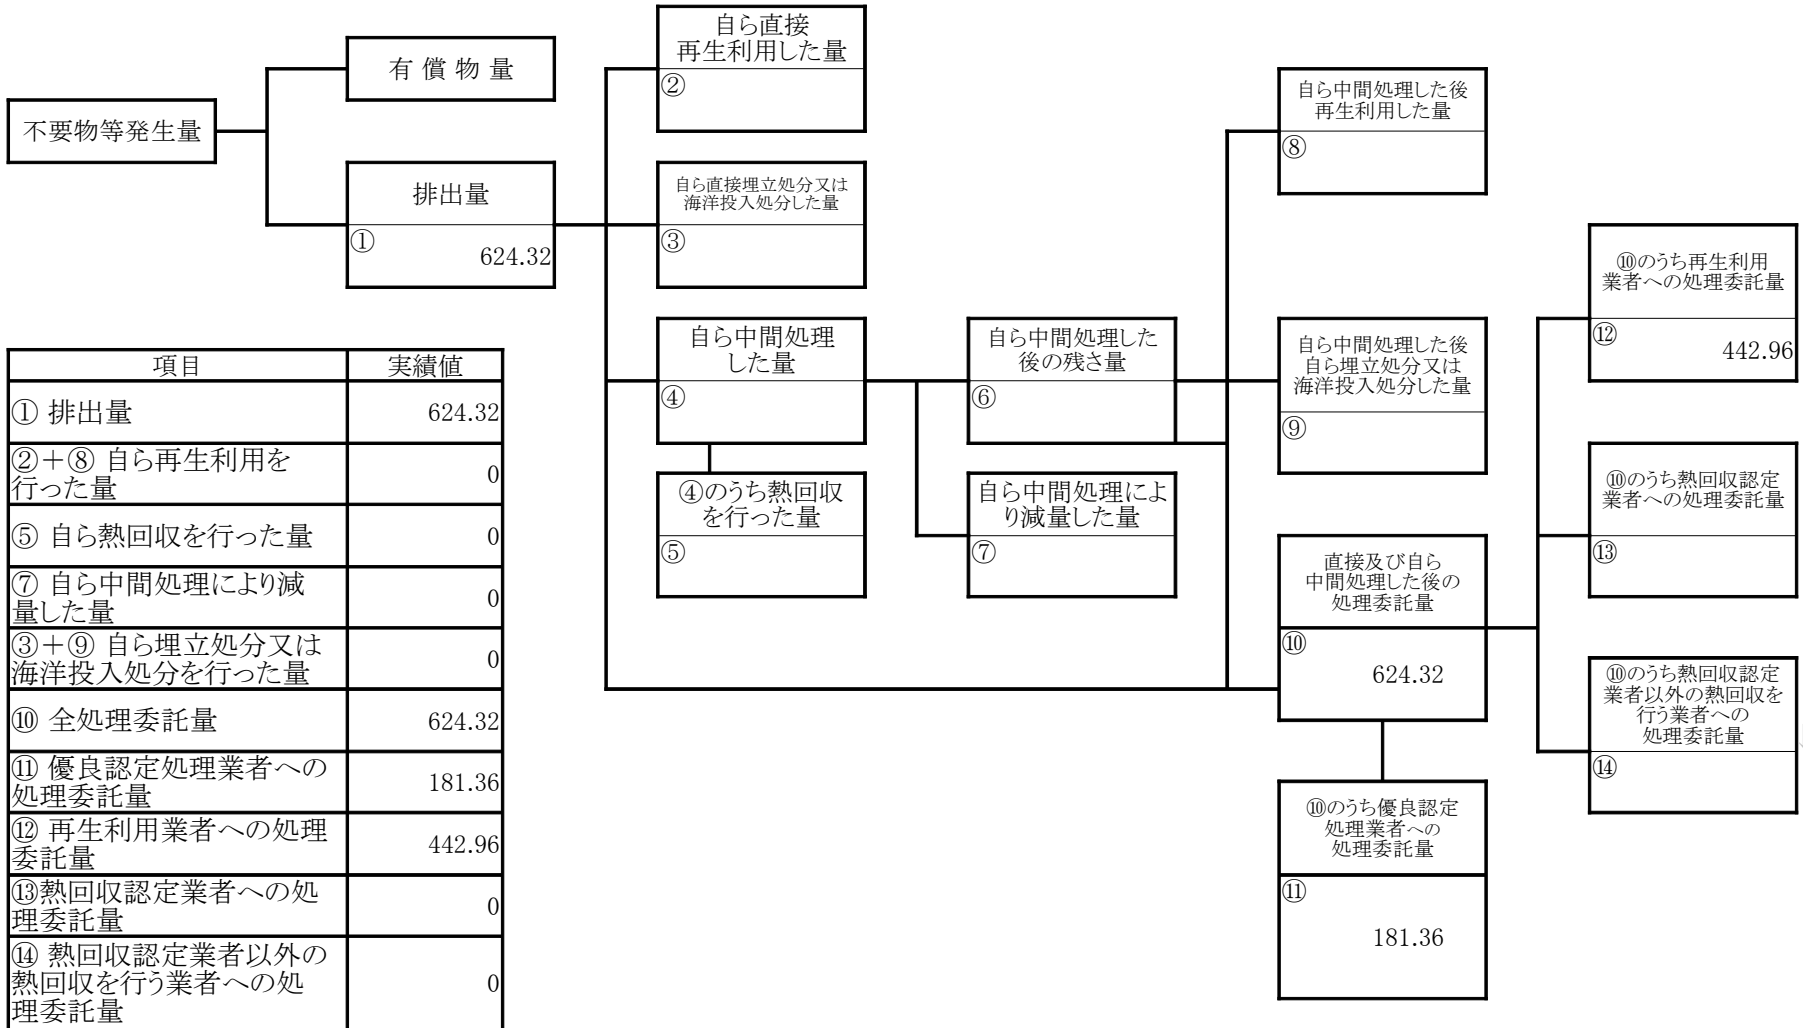 不要物等発生量
有償物量
排出量
①
624.32
自ら直接
再生利用した量
②
自ら直接埋立処分又は
海洋投入処分した量
③
自ら中間処理
した量
④
④のうち熱回収
を行った量
⑤
自ら中間処理した
後の残さ量
⑥
自ら中間処理によ
り減量した量
⑦
自ら中間処理した後
再生利用した量
⑧
自ら中間処理した後
自ら埋立処分又は
海洋投入処分した量
⑨
直接及び自ら
中間処理した後の
処理委託量
⑩
624.32
⑩のうち優良認定
処理業者への
処理委託量
⑪
181.36
⑩のうち再生利用
業者への処理委託量
⑫
442.96
⑩のうち熱回収認定
業者への処理委託量
⑬
⑩のうち熱回収認定
業者以外の熱回収を
行う業者への
処理委託量
⑭
項目 実績値
① 排出量 624.32
②＋⑧ 自ら再生利用を
行った量 0
⑤ 自ら熱回収を行った量 0
⑦ 自ら中間処理により減
量した量 0
③＋⑨ 自ら埋立処分又は
海洋投入処分を行った量 0
⑩ 全処理委託量 624.32
⑪ 優良認定処理業者への
処理委託量 181.36
⑫ 再生利用業者への処理
委託量 442.96
⑬熱回収認定業者への処
理委託量 0
⑭ 熱回収認定業者以外の
熱回収を行う業者への処
理委託量 0